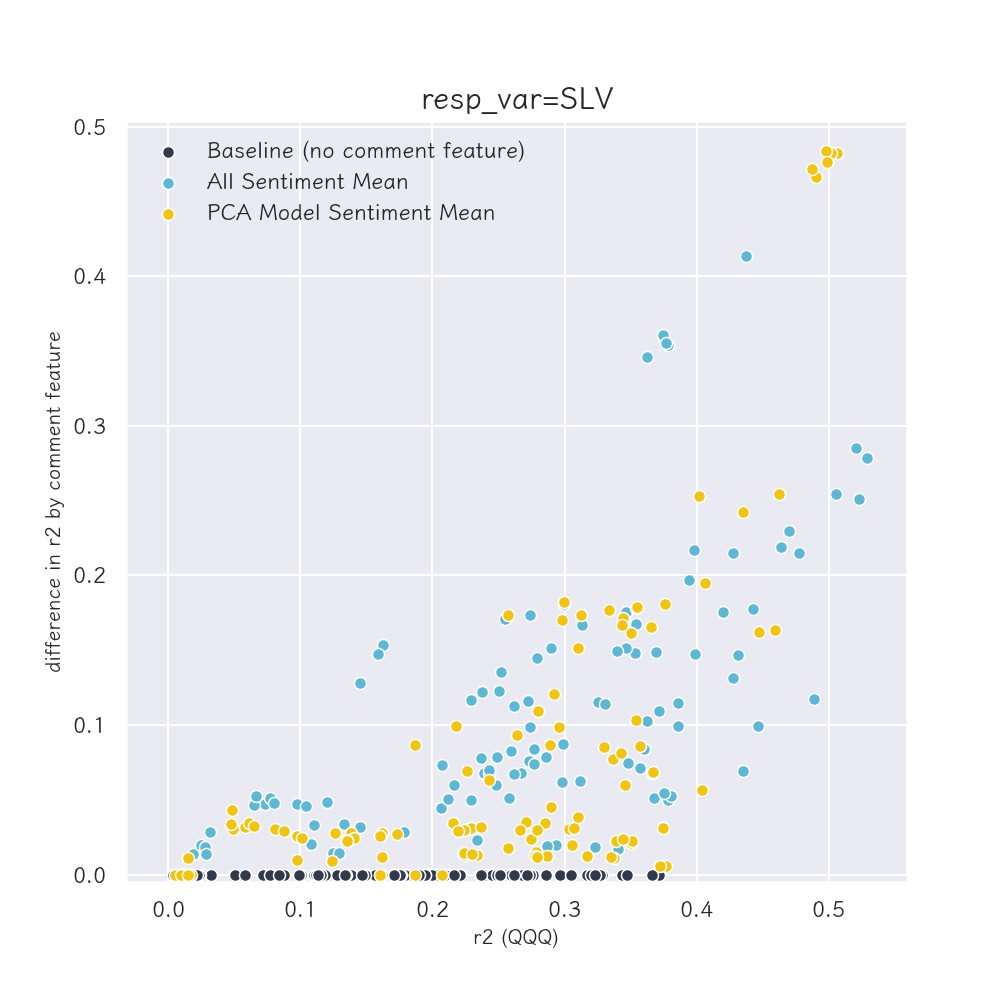 resp_var=SLV
Baseline (no comment feature)
All Sentiment Mean
PCA Model Sentiment Mean
difference in r2 by comment feature
0.5
0.4
0.3
0.2
0.1
0.0
0.0 0.1 0.2 0.3 0.4 0.5
r2 (QQQ)